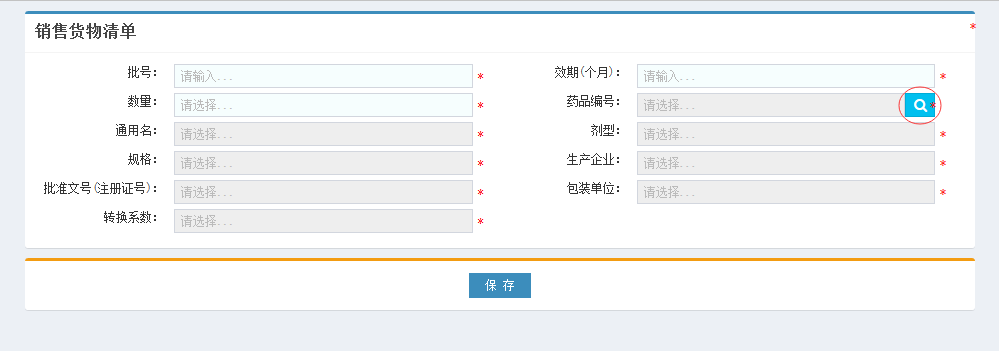 销售货物清单
*
批号： 请输入... * 效期(个月)： 请输入... *
数量： 请选择... * 药品编号： 请选择... *
通用名： 请选择... * 剂型： 请选择... *
规格： 请选择... * 生产企业： 请选择... *
批准文号(注册证号)： 请选择... * 包装单位： 请选择... *
转换系数： 请选择... *
保 存